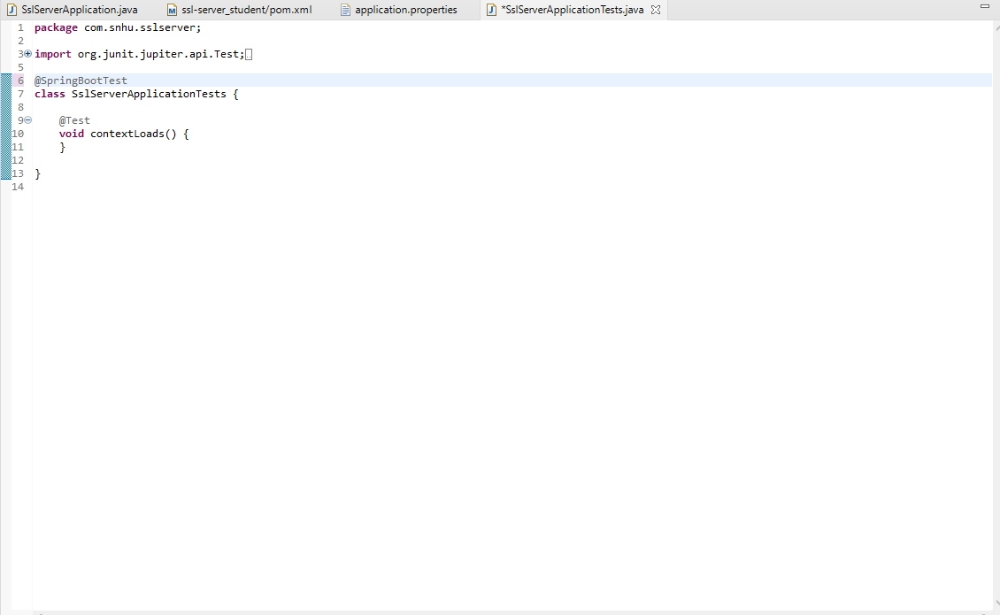 SslServerApplication.java ssl-server_student/pom.xml application.properties *SslServerApplicationTests.java
1 package com.snhu.sslserver;
2
3 import org.junit.jupiter.api.Test;
5
6 @SpringBootTest
7 class SslServerApplicationTests {
8
9 @Test
10 void contextLoads() {
11 }
12
13 }
14